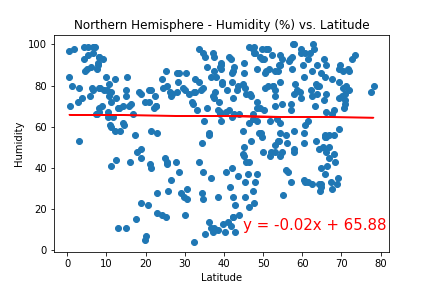 Northern Hemisphere - Humidity (%) vs. Latitude
100
80
60
40
20
0
Humidity
y = -0.02x + 65.88
0 10 20 30 40 50 60 70 80
Latitude